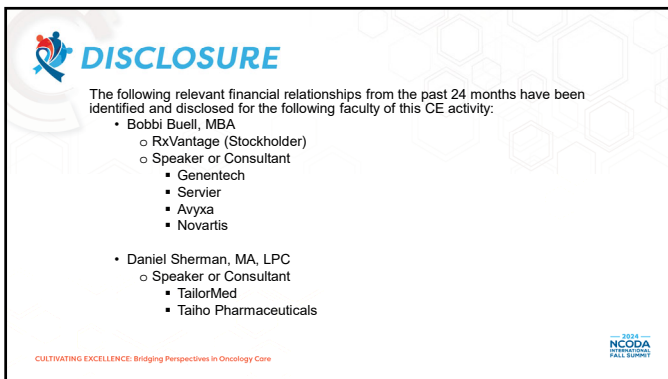 DISCLOSURE
The following relevant financial relationships from the past 24 months have been
identified and disclosed for the following faculty of this CE activity:
• Bobbi Buell, MBA
o RxVantage (Stockholder)
o Speaker or Consultant
▪ Genentech
▪ Servier
▪ Avyxa
▪ Novartis
• Daniel Sherman, MA, LPC
o Speaker or Consultant
▪ TailorMed
▪ Taiho Pharmaceuticals
CULTIVATING EXCELLENCE: Bridging Perspectives in Oncology Care
2024
NCODA
INTERNATIONAL
FALL SUMMIT